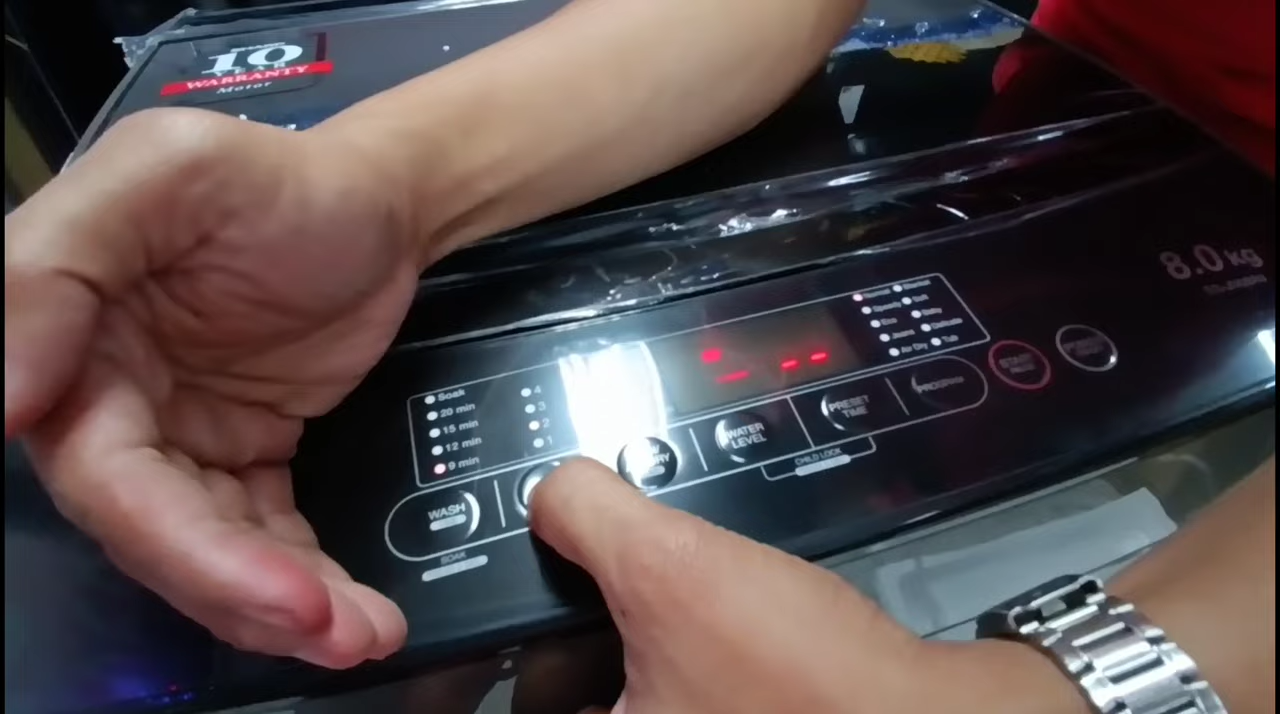 10
YEAR
WARRANTY
Motor
8.0 kg
Normal
Blanket
Speedy
Soft
Eco
Baby
Jeans
Delicate
Air Dry
Tub
Soak
20 min
15 min
12 min
9 min
4
3
2
1
WASH
SOAK
WATER
LEVEL
PRESET
TIME
PROGRAM
START
CHILD LOCK